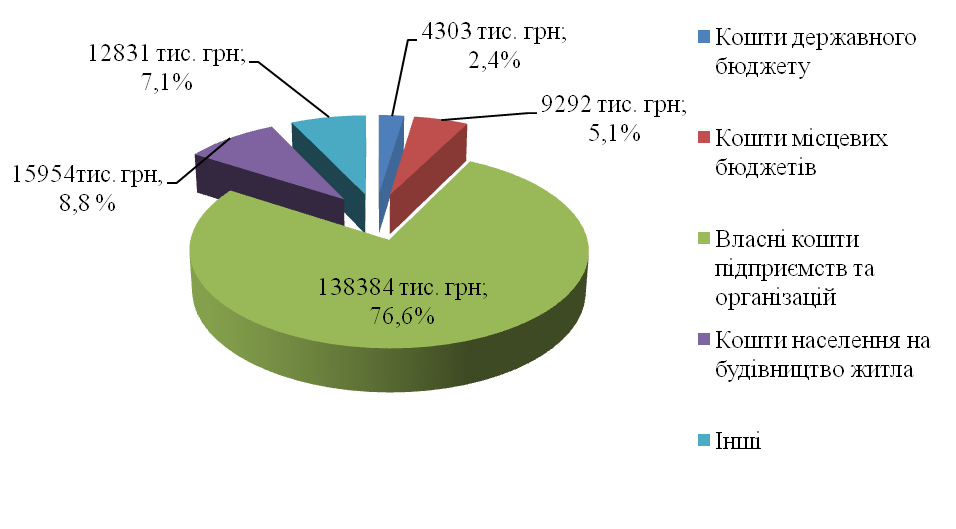 4303 тис. грн;
2,4%
12831 тис. грн;
7,1%
9292 тис. грн;
5,1%
15954тис. грн,
8,8 %
138384 тис. грн;
76,6%
Кошти державного
бюджету
Кошти місцевих
бюджетів
Власні кошти
підприємств та
організацій
Кошти населення на
будівництво житла
Інші